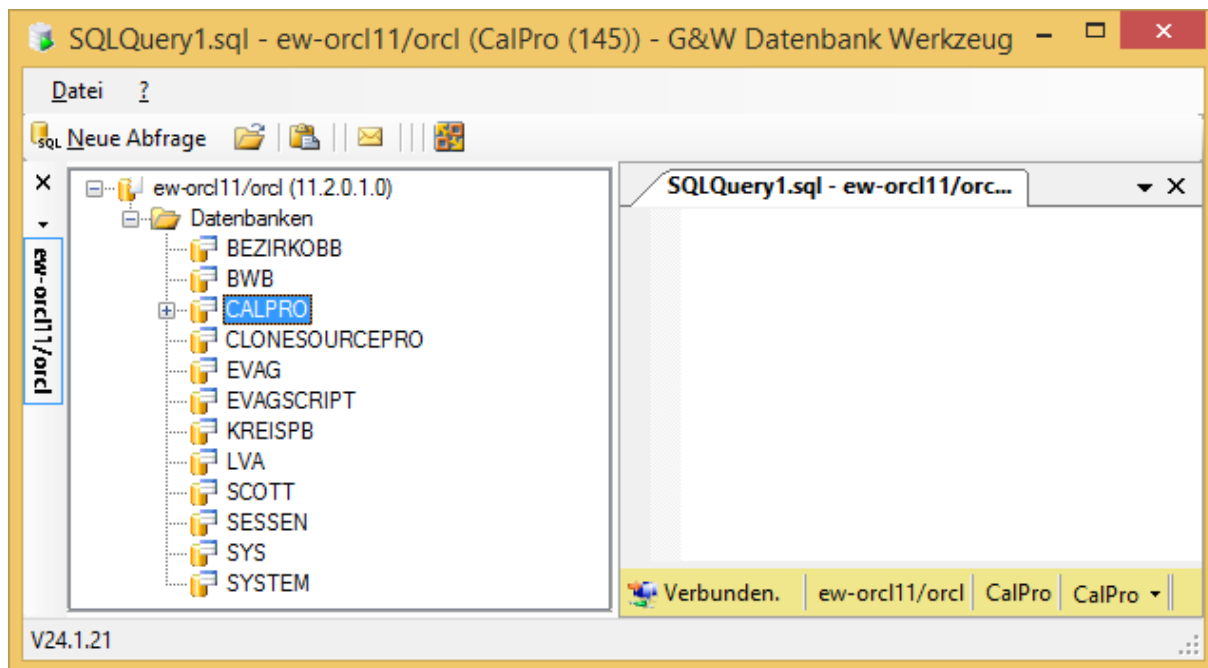 SQLQuery1.sql - ew-orcl11/orcl (CalPro (145)) - G&W Datenbank Werkzeug
Datei ?
SQL Neue Abfrage
ew-orcl11/orcl
ew-orcl11/orcl (11.2.0.1.0)
Datenbanken
BEZIRKOBB
BWB
CALPRO
CLONESOURCEPRO
EVAG
EVAGSCRIPT
KREISPB
LVA
SCOTT
SESSEN
SYS
SYSTEM
SQLQuery1.sql - ew-orcl11/orc...
Verbunden. ew-orcl11/orcl CalPro CalPro
V24.1.21